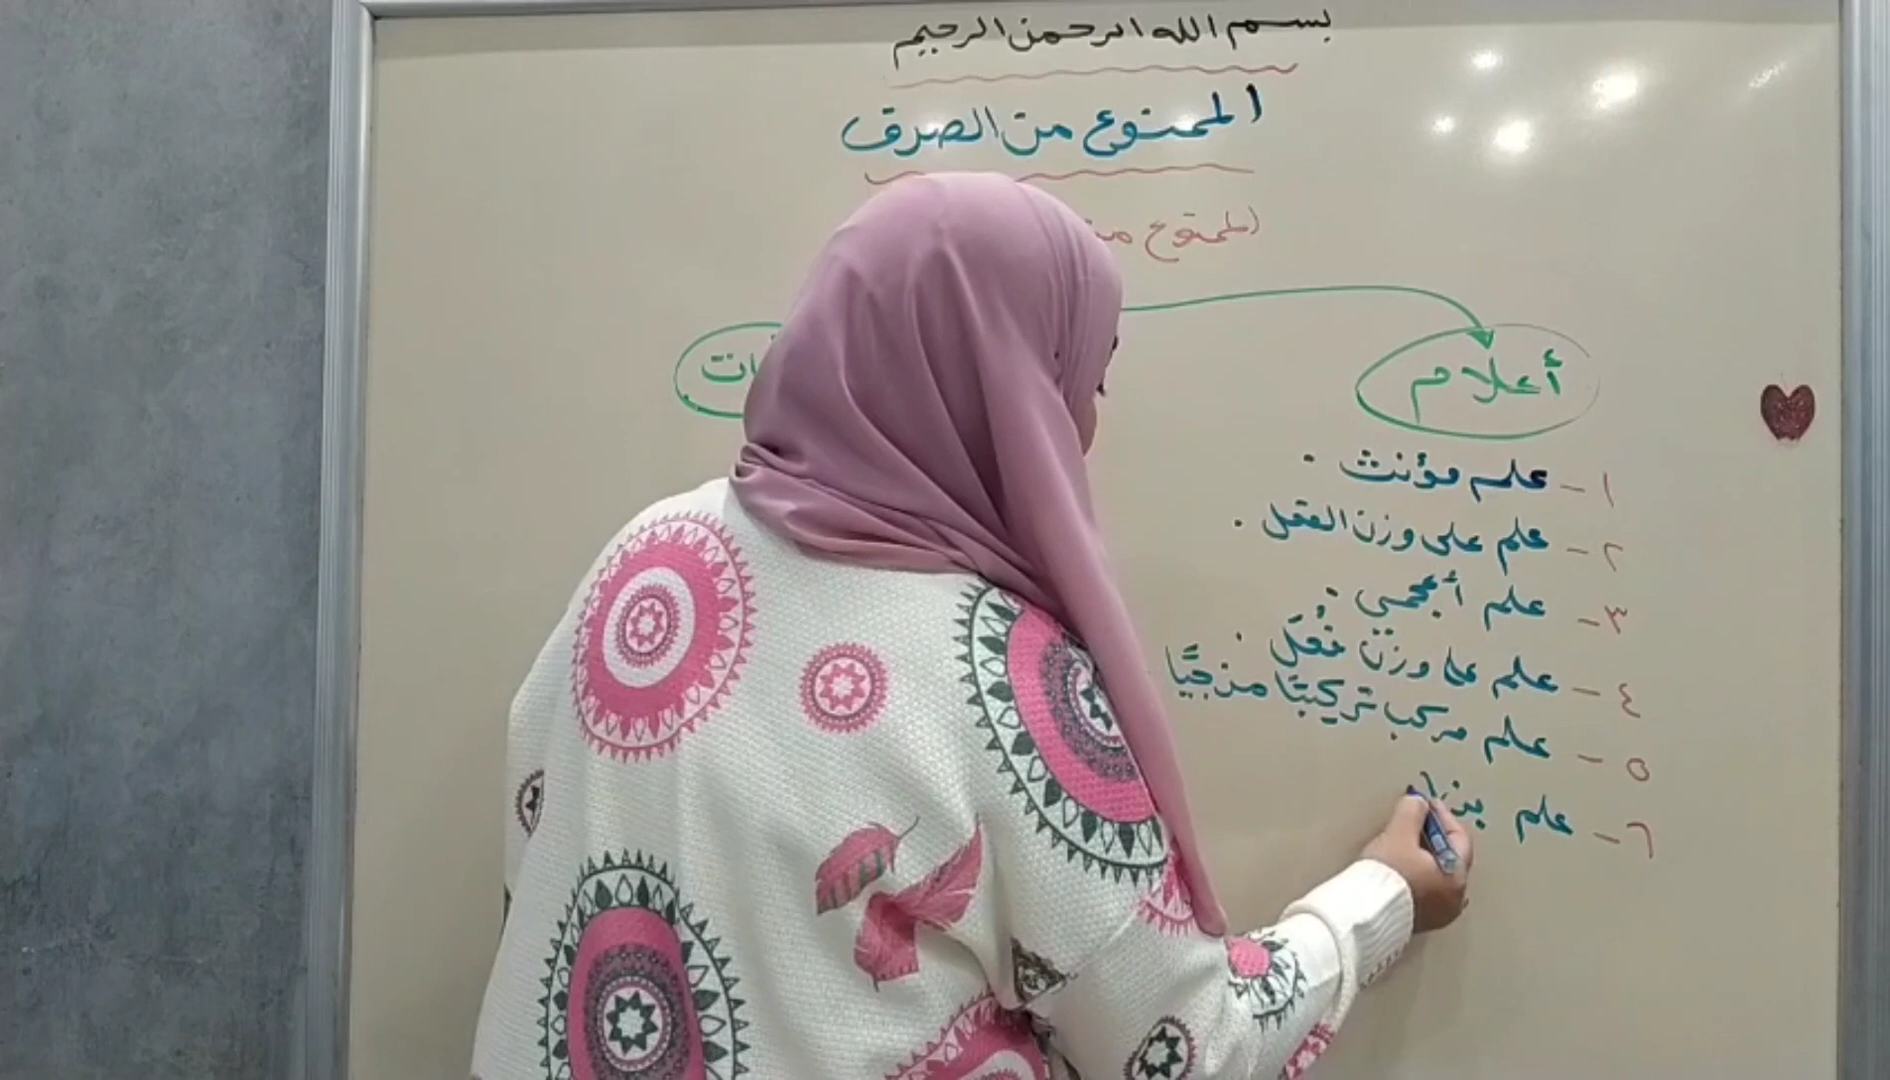 بسم الله الرحمن الرحيم
الممنوع من الصرف
الممنوع
أعلام
١- علم مؤنث.
٢- علم على وزن الفعل.
٣- علم أعجمي.
٤- علم على وزن فُعَل.
٥- علم مركب تركيبًا مزجيًّا
٦- علم